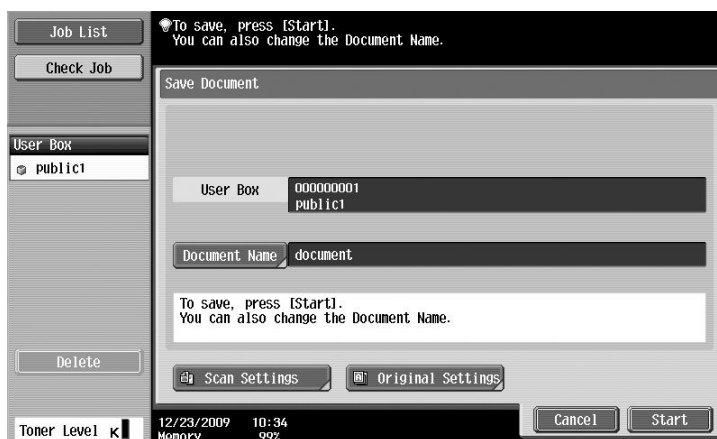 Job List
Check Job
User Box
public1
Delete
Toner Level K
To save, press [Start].
You can also change the Document Name.
Save Document
User Box
000000001
public1
Document Name
document
To save, press [Start].
You can also change the Document Name.
Scan Settings
Original Settings
12/23/2009 10:34
Memory 99%
Cancel
Start